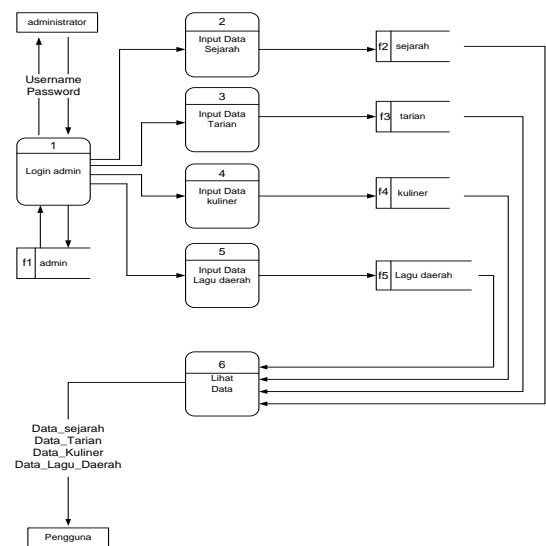 administrator
Username
Password
1
Login admin
f1 admin
2
Input Data
Sejarah
f2 sejarah
3
Input Data
Tarian
f3 tarian
4
Input Data
kuliner
f4 kuliner
5
Input Data
Lagu daerah
f5 Lagu daerah
6
Lihat
Data
Data_sejarah
Data_Tarian
Data_Kuliner
Data_Lagu_Daerah
Pengguna